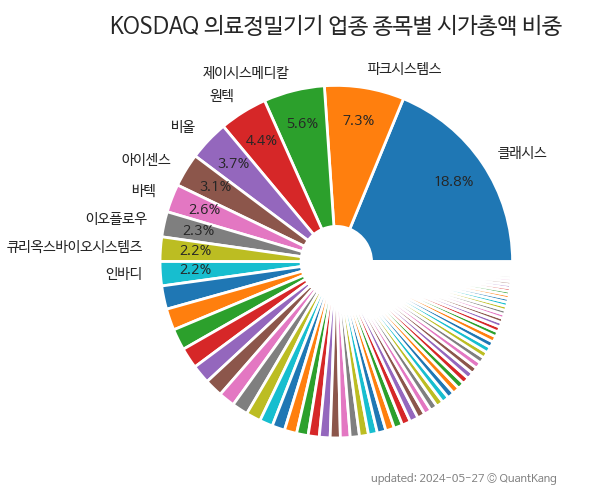 KOSDAQ 의료정밀기기 업종 종목별 시가총액 비중
클래시스
18.8%
파크시스템스
7.3%
제이시스메디칼
5.6%
원텍
4.4%
비올
3.7%
아이센스
3.1%
바텍
2.6%
이오플로우
2.3%
큐리옥스바이오시스템즈
2.2%
인바디
2.2%
updated: 2024-05-27 © QuantKang